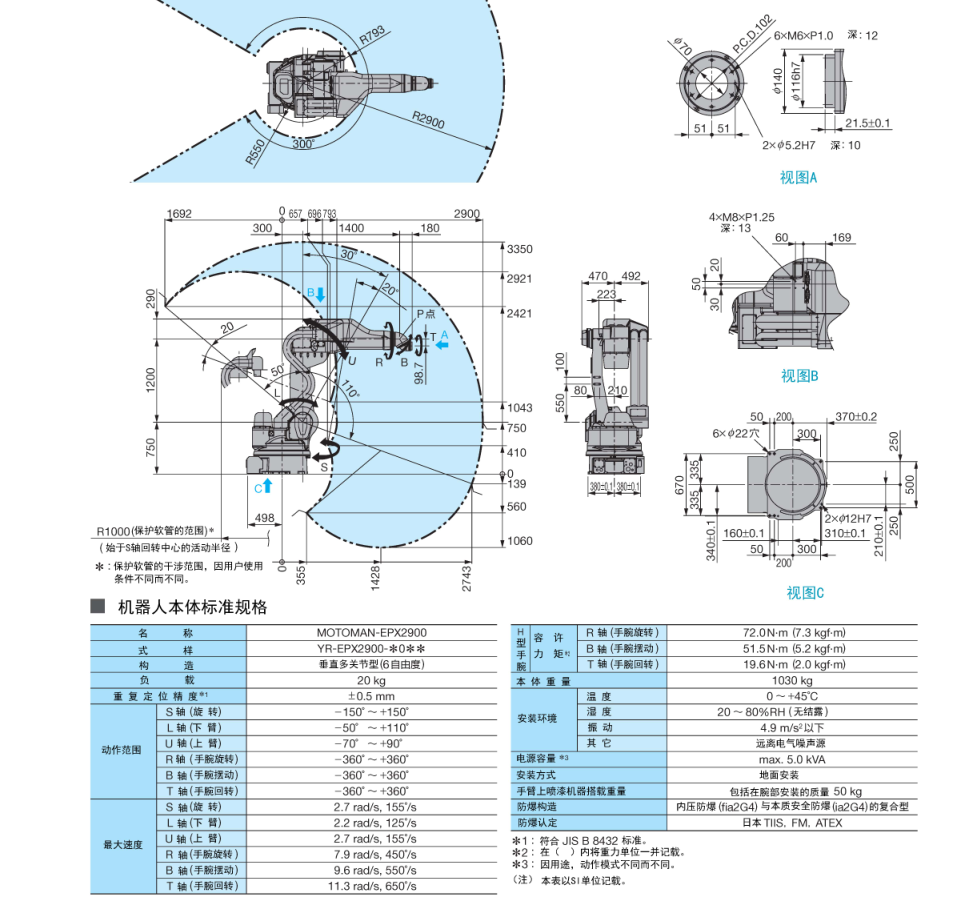 R793
R2900
R550
300°
φ70
P.C.D.102
6×M6×P1.0 深：12
φ140
φ116h7
51 51
21.5±0.1
2×φ5.2H7 深：10
视图A
1692 0 657 696 793 2900
300 1400 180
30°
20°
3350
2921
2421
B
P点
290
20
A
T
U R B
98.7
50°
110°
L
1200
1043
750
410
0
139
560
1060
750
S
C
498
R1000(保护软管的范围)＊
(始于S轴回转中心的活动半径)
＊：保护软管的干涉范围，因用户使用
条件不同而不同。
0 355 1428 2743
470 492
223
100
80 210
550
380±0.1 380±0.1
4×M8×P1.25
深：13
60 169
20
50
30
视图B
50 200 370±0.2
6×φ22穴 300
250
335
670
500
335
2×φ12H7
250
160±0.1 310±0.1
340±0.1
210±0.1
50 300
200
视图C
■ 机器人本体标准规格
名 称 MOTOMAN-EPX2900
式 样 YR-EPX2900-＊0＊＊
构 造 垂直多关节型(6自由度)
负 载 20 kg
重复定位精度＊1 ±0.5 mm
动作范围
S 轴(旋 转) −150°～+150°
L 轴(下 臂) −50°～+110°
U 轴(上 臂) −70°～+90°
R 轴(手腕旋转) −360°～+360°
B 轴(手腕摆动) −360°～+360°
T 轴(手腕回转) −360°～+360°
最大速度
S 轴(旋 转) 2.7 rad/s, 155°/s
L 轴(下 臂) 2.2 rad/s, 125°/s
U 轴(上 臂) 2.7 rad/s, 155°/s
R 轴(手腕旋转) 7.9 rad/s, 450°/s
B 轴(手腕摆动) 9.6 rad/s, 550°/s
T 轴(手腕回转) 11.3 rad/s, 650°/s
H型手腕 容许力矩＊2
R 轴(手腕旋转) 72.0N·m (7.3 kgf·m)
B 轴(手腕摆动) 51.5N·m (5.2 kgf·m)
T 轴(手腕回转) 19.6N·m (2.0 kgf·m)
本体重量 1030 kg
安装环境
温 度 0～+45°C
湿 度 20～80%RH (无结露)
振 动 4.9 m/s²以下
其 它 远离电气噪声源
电源容量＊3 max. 5.0 kVA
安装方式 地面安装
手臂上喷漆机器搭载重量 包括在腕部安装的质量 50 kg
防爆构造 内压防爆(fia2G4)与本质安全防爆(ia2G4)的复合型
防爆认定 日本TIIS, FM, ATEX
＊1：符合 JIS B 8432 标准。
＊2：在（ ）内将重力单位一并记载。
＊3：因用途，动作模式不同而不同。
(注) 本表以SI单位记载。